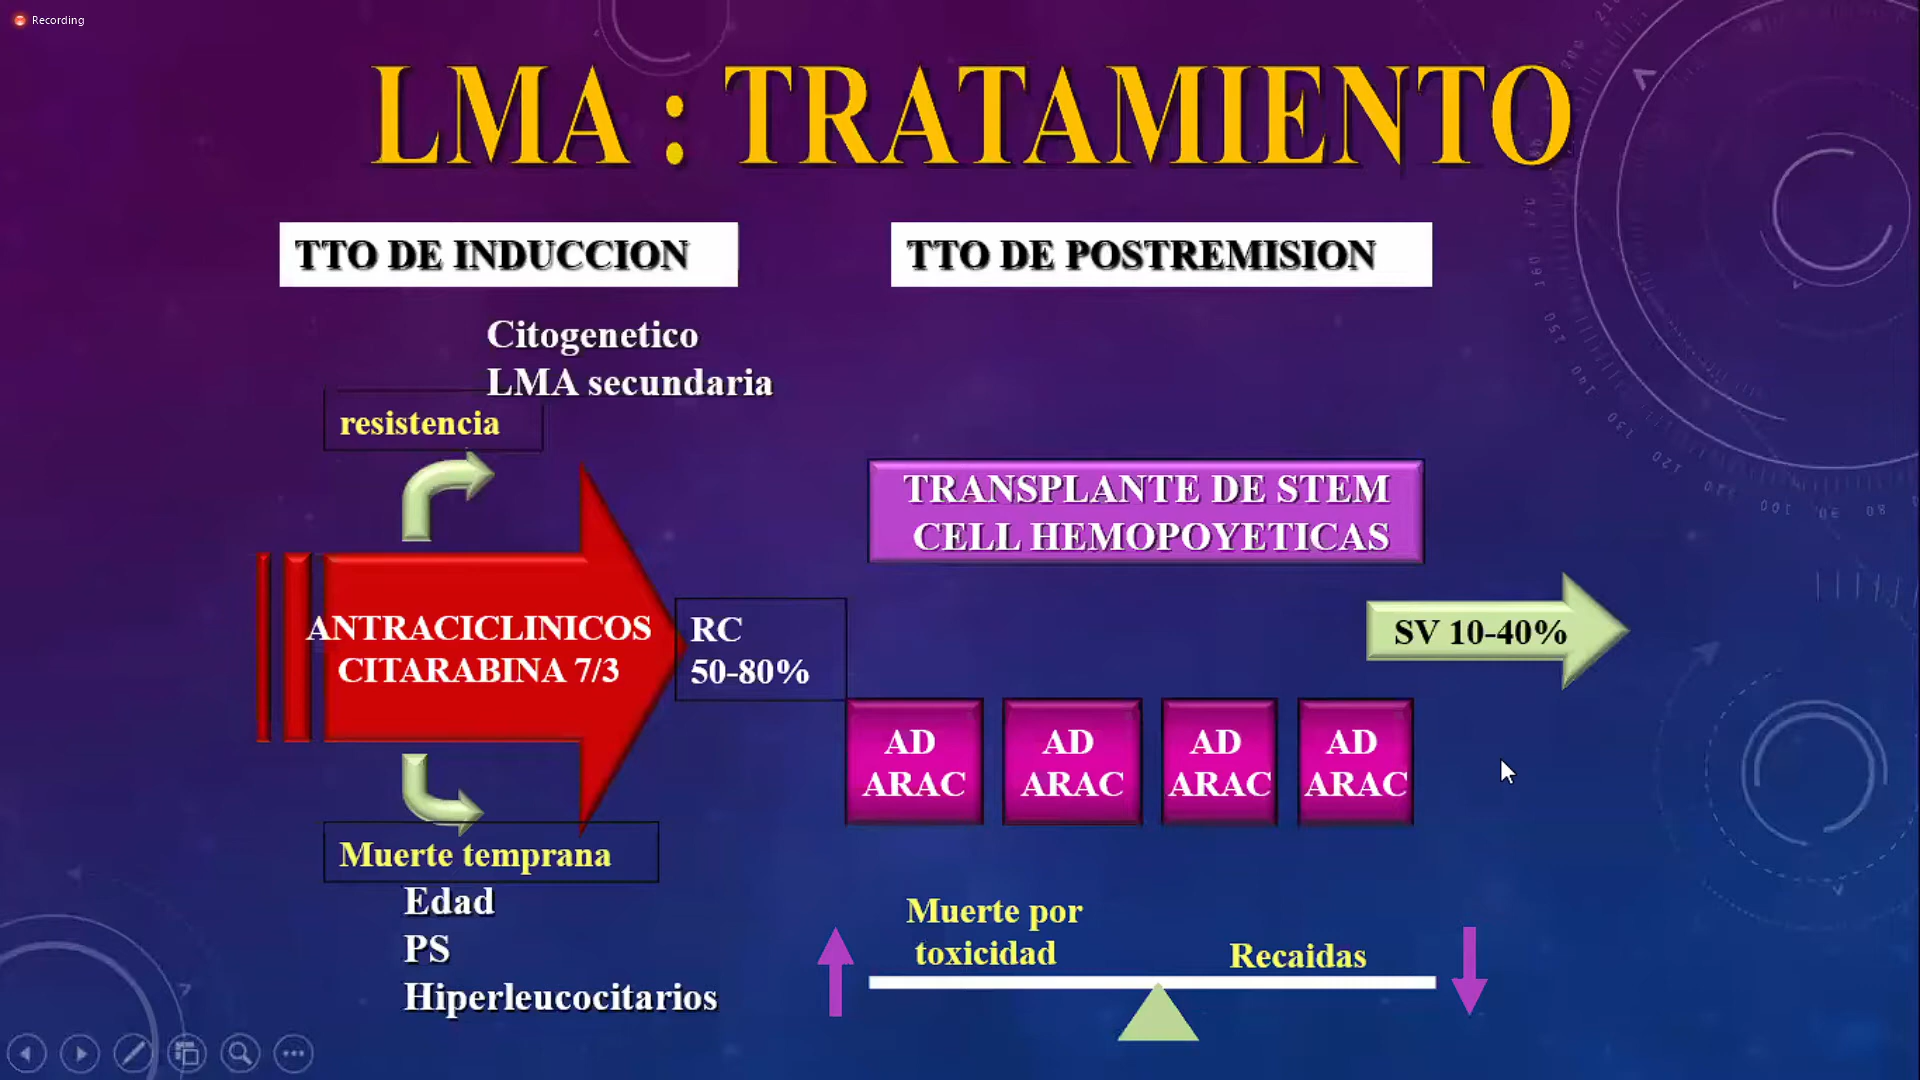 Recording
LMA : TRATAMIENTO
TTO DE INDUCCION
TTO DE POSTREMISION
Citogenetico
LMA secundaria
resistencia
TRANSPLANTE DE STEM
CELL HEMOPOYETICAS
ANTRACICLINICOS
CITARABINA 7/3
RC
50-80%
SV 10-40%
AD
ARAC
AD
ARAC
AD
ARAC
AD
ARAC
Muerte temprana
Edad
PS
Hiperleucocitarios
Muerte por
toxicidad
Recaidas